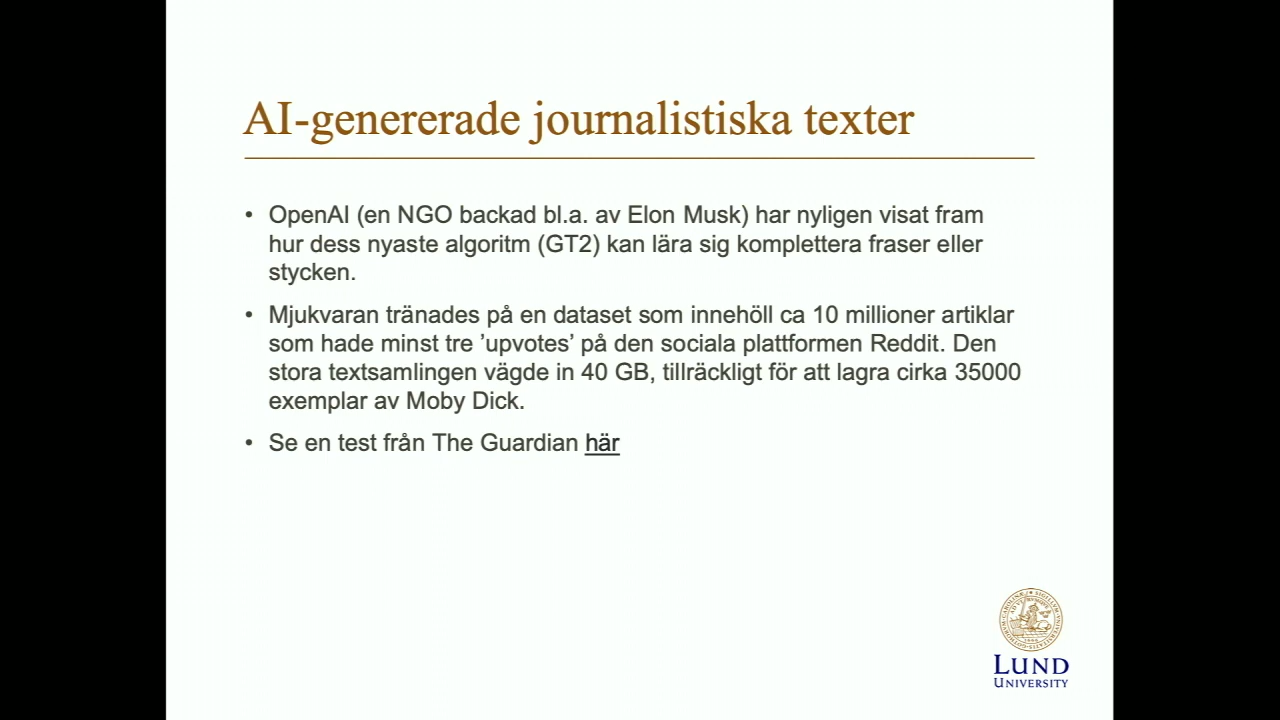 AI-genererade journalistiska texter
• OpenAI (en NGO backad bl.a. av Elon Musk) har nyligen visat fram
hur dess nyaste algoritm (GT2) kan lära sig komplettera fraser eller
stycken.
• Mjukvaran tränades på en dataset som innehöll ca 10 millioner artiklar
som hade minst tre ’upvotes’ på den sociala plattformen Reddit. Den
stora textsamlingen vägde in 40 GB, tillräckligt för att lagra cirka 35000
exemplar av Moby Dick.
• Se en test från The Guardian här
LUND
UNIVERSITY